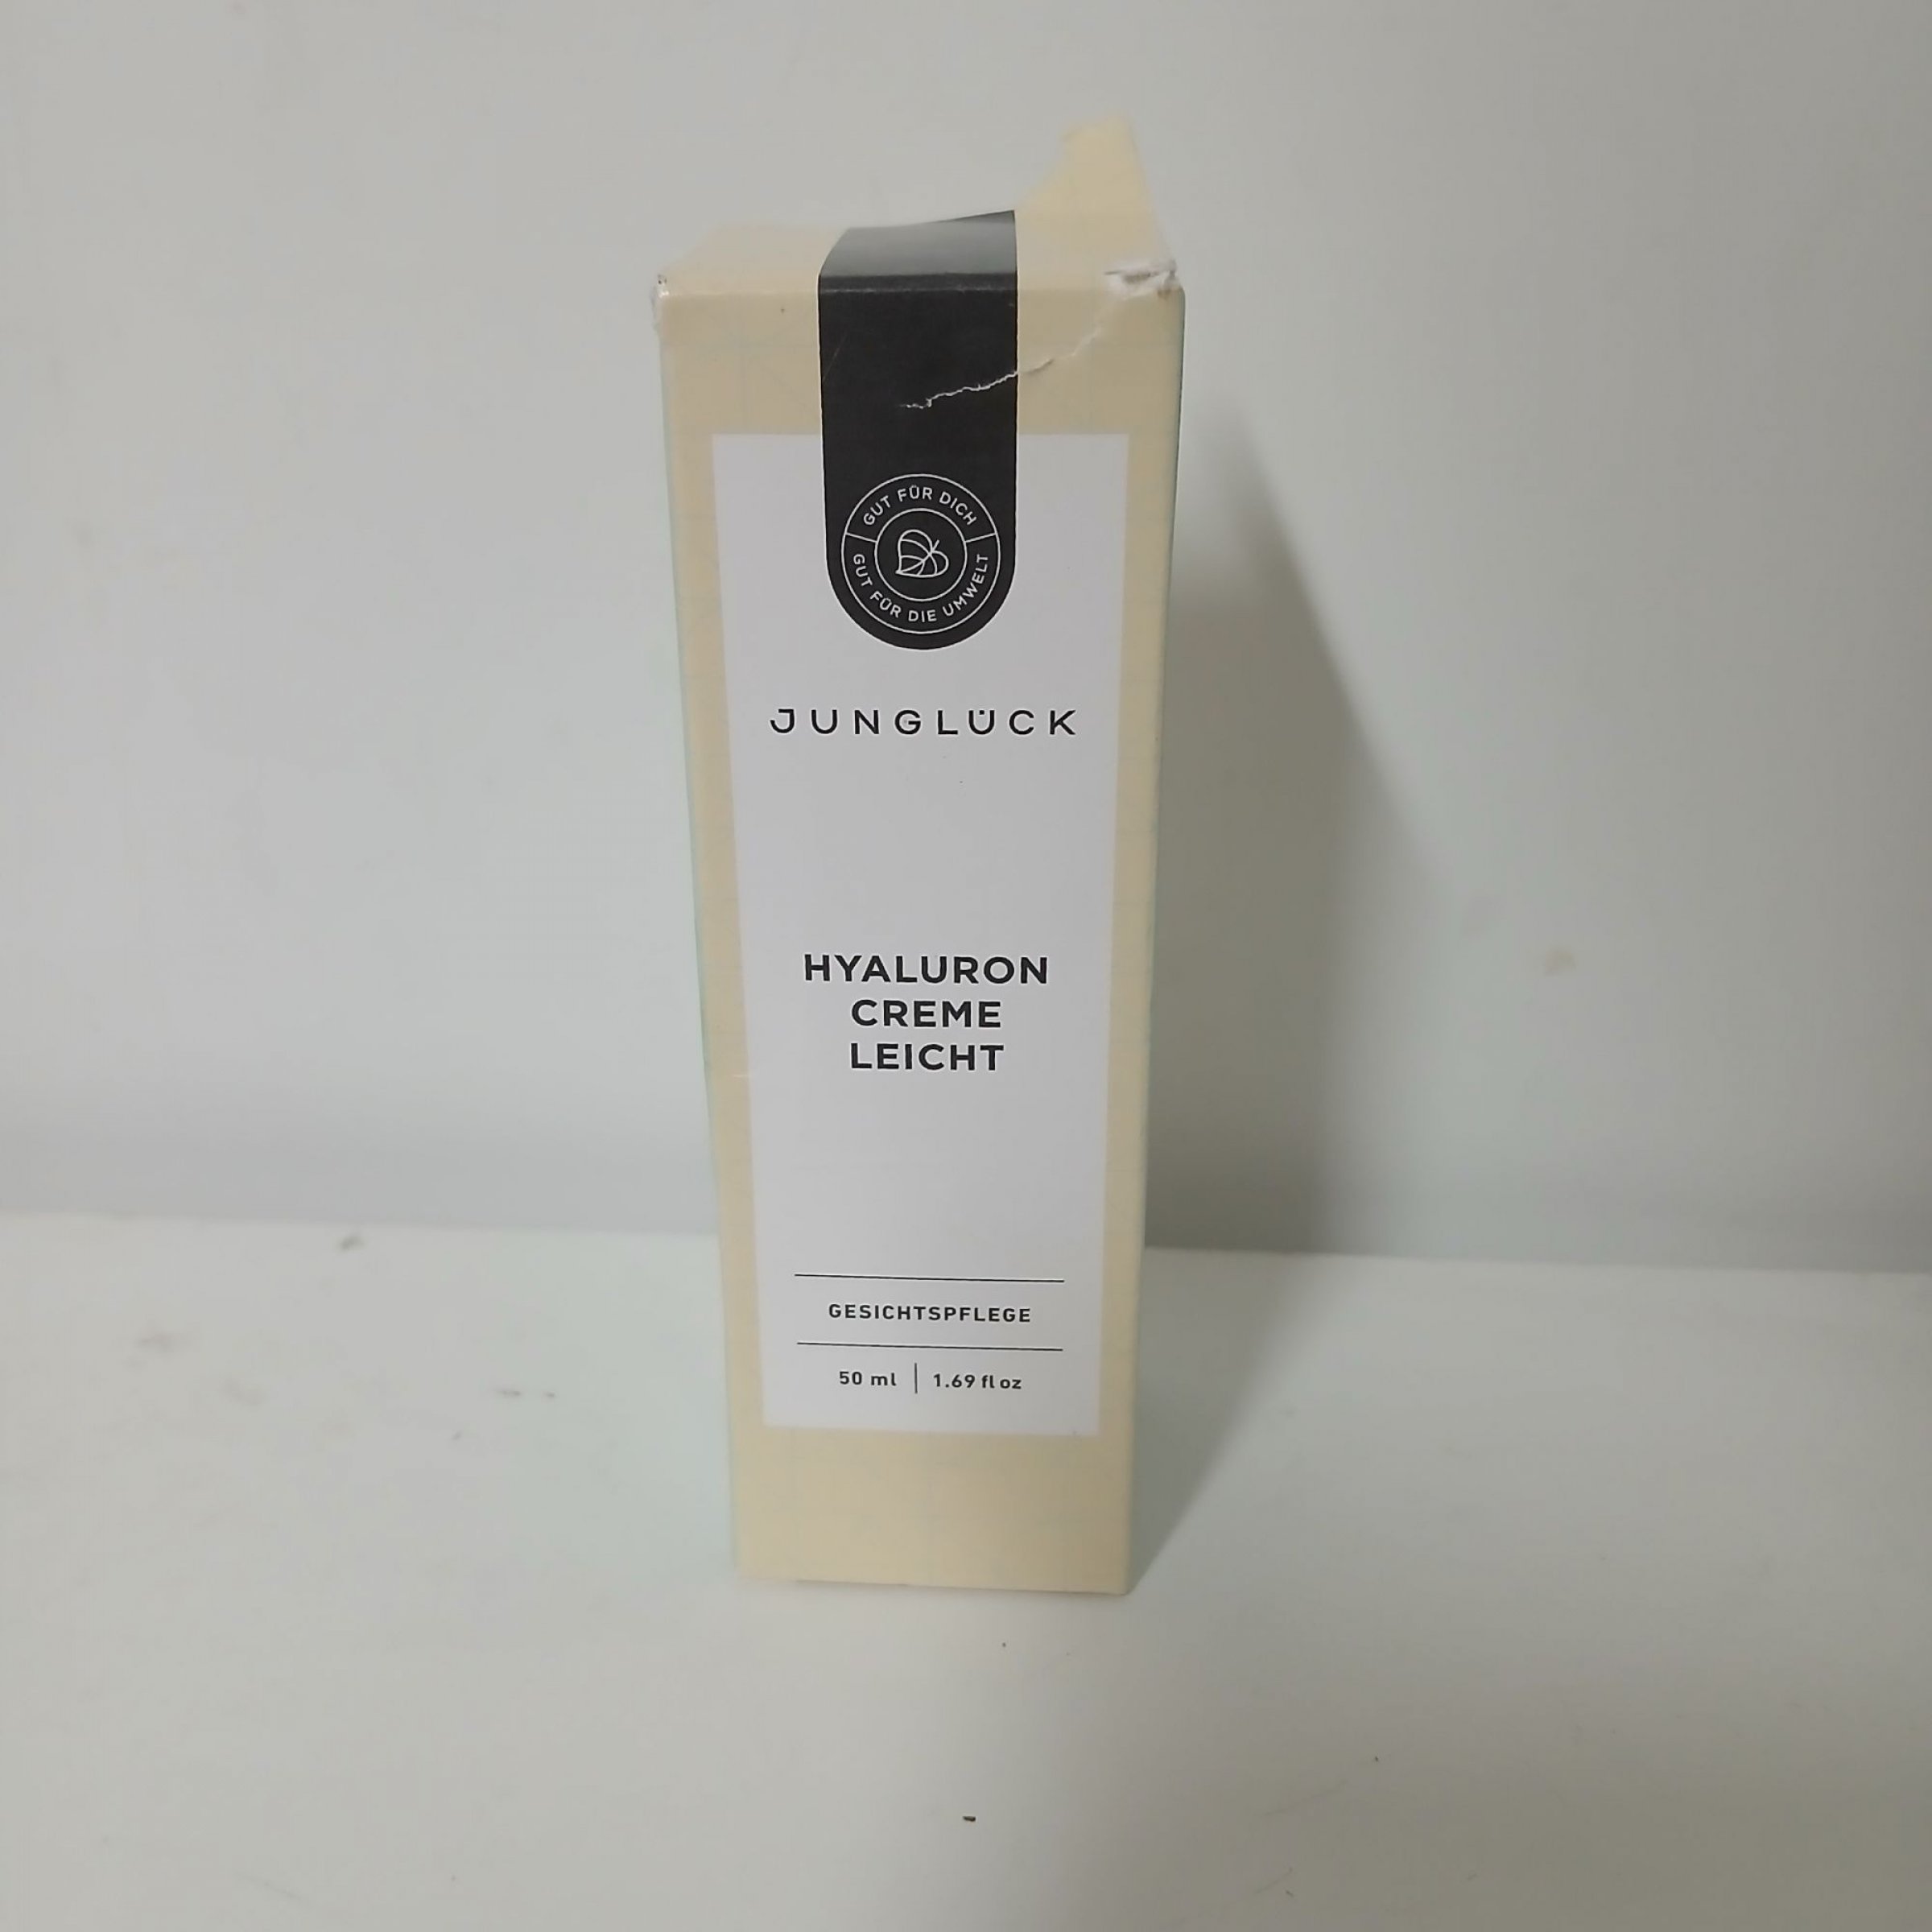 GUT FÜR DICH
GUT FÜR DIE UMWELT
JUNGLÜCK
HYALURON
CREME
LEICHT
GESICHTSPFLEGE
50 ml | 1.69 fl oz